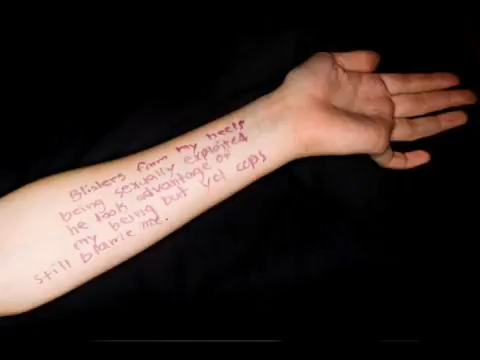 Blisters from my heels
being sexually exploited
he took advantage of
my being but yet cops
still blame me.